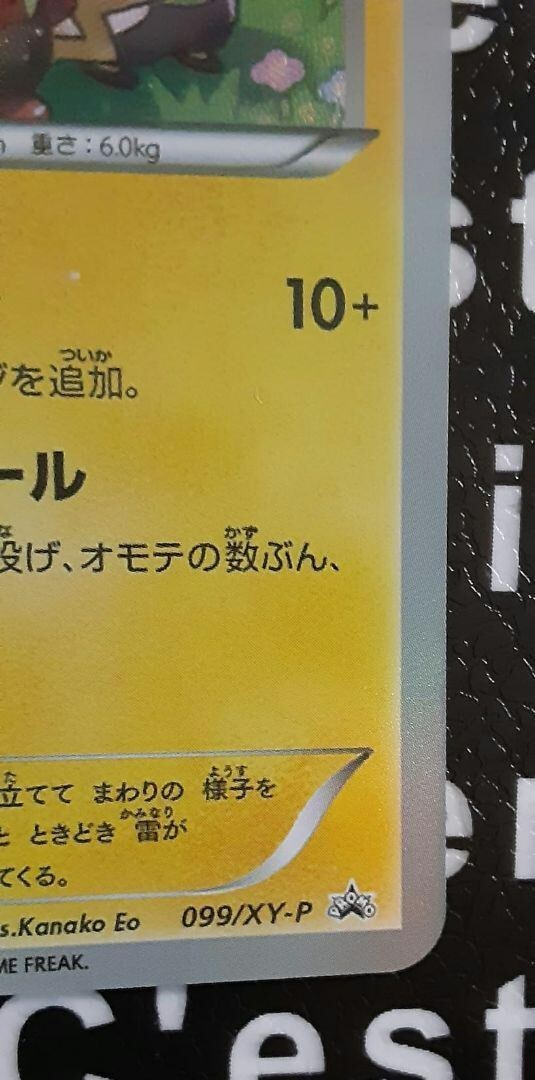 重さ：6.0kg
10+
を追加。
ついか
ール
投げ、オモテの数ぶん、
な
かず
立てて まわりの 様子を
た
ようす
と ときどき 雷が
かみなり
てくる。
s.Kanako Eo
099/XY-P
PROMO
ME FREAK.
i
er
C'est